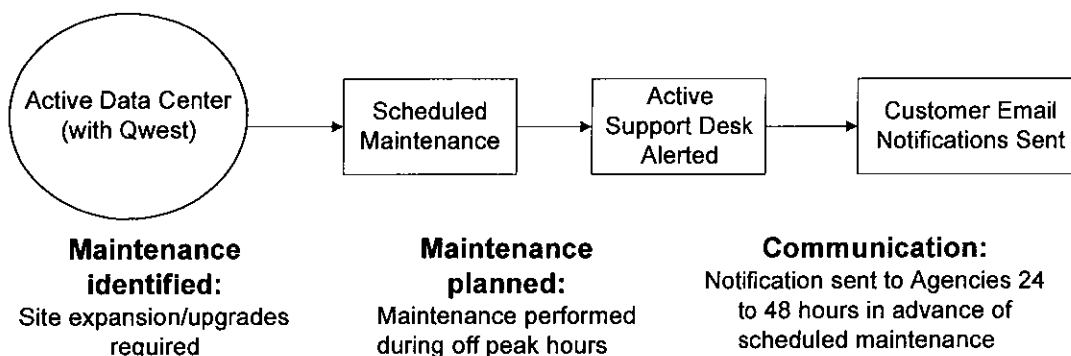 Active Data Center
(with Qwest)
Scheduled
Maintenance
Active
Support Desk
Alerted
Customer Email
Notifications Sent
Maintenance
identified:
Site expansion/upgrades
required
Maintenance
planned:
Maintenance performed
during off peak hours
Communication:
Notification sent to Agencies 24
to 48 hours in advance of
scheduled maintenance